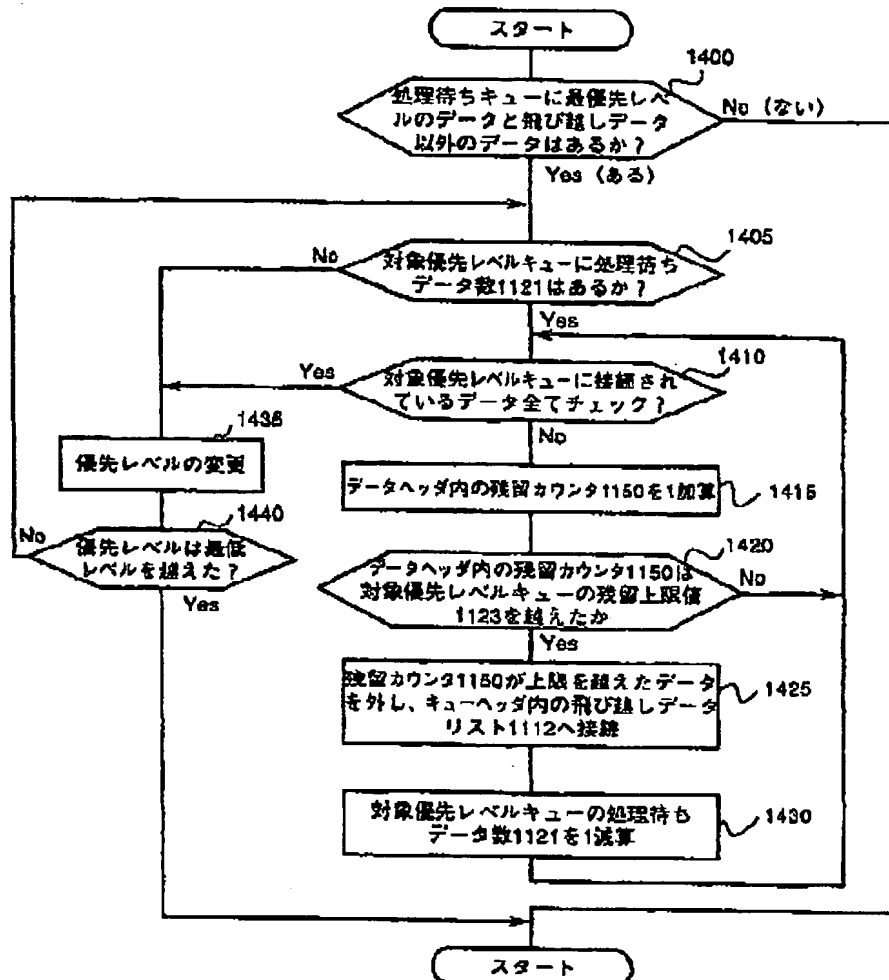 スタート
1400
処理待ちキューに最優先レベ
ルのデータと飛び越しデータ
以外のデータはあるか?
No (ない)
Yes (ある)
1405
No
対象優先レベルキューに処理待ち
データ数1121はあるか?
Yes
1410
Yes
対象優先レベルキューに接続され
ているデータ全てチェック?
No
1435
優先レベルの変更
データヘッダ内の残留カウンタ1150を1加算
1415
1440
No
優先レベルは最低
レベルを越えた?
Yes
1420
データヘッダ内の残留カウンタ1150は
対象優先レベルキューの残留上限値
1123を越えたか
No
Yes
残留カウンタ1150が上限を越えたデータ
を外し、キューヘッダ内の飛び越しデータ
リスト1112へ接続
1425
対象優先レベルキューの処理待ち
データ数1121を1減算
1430
スタート